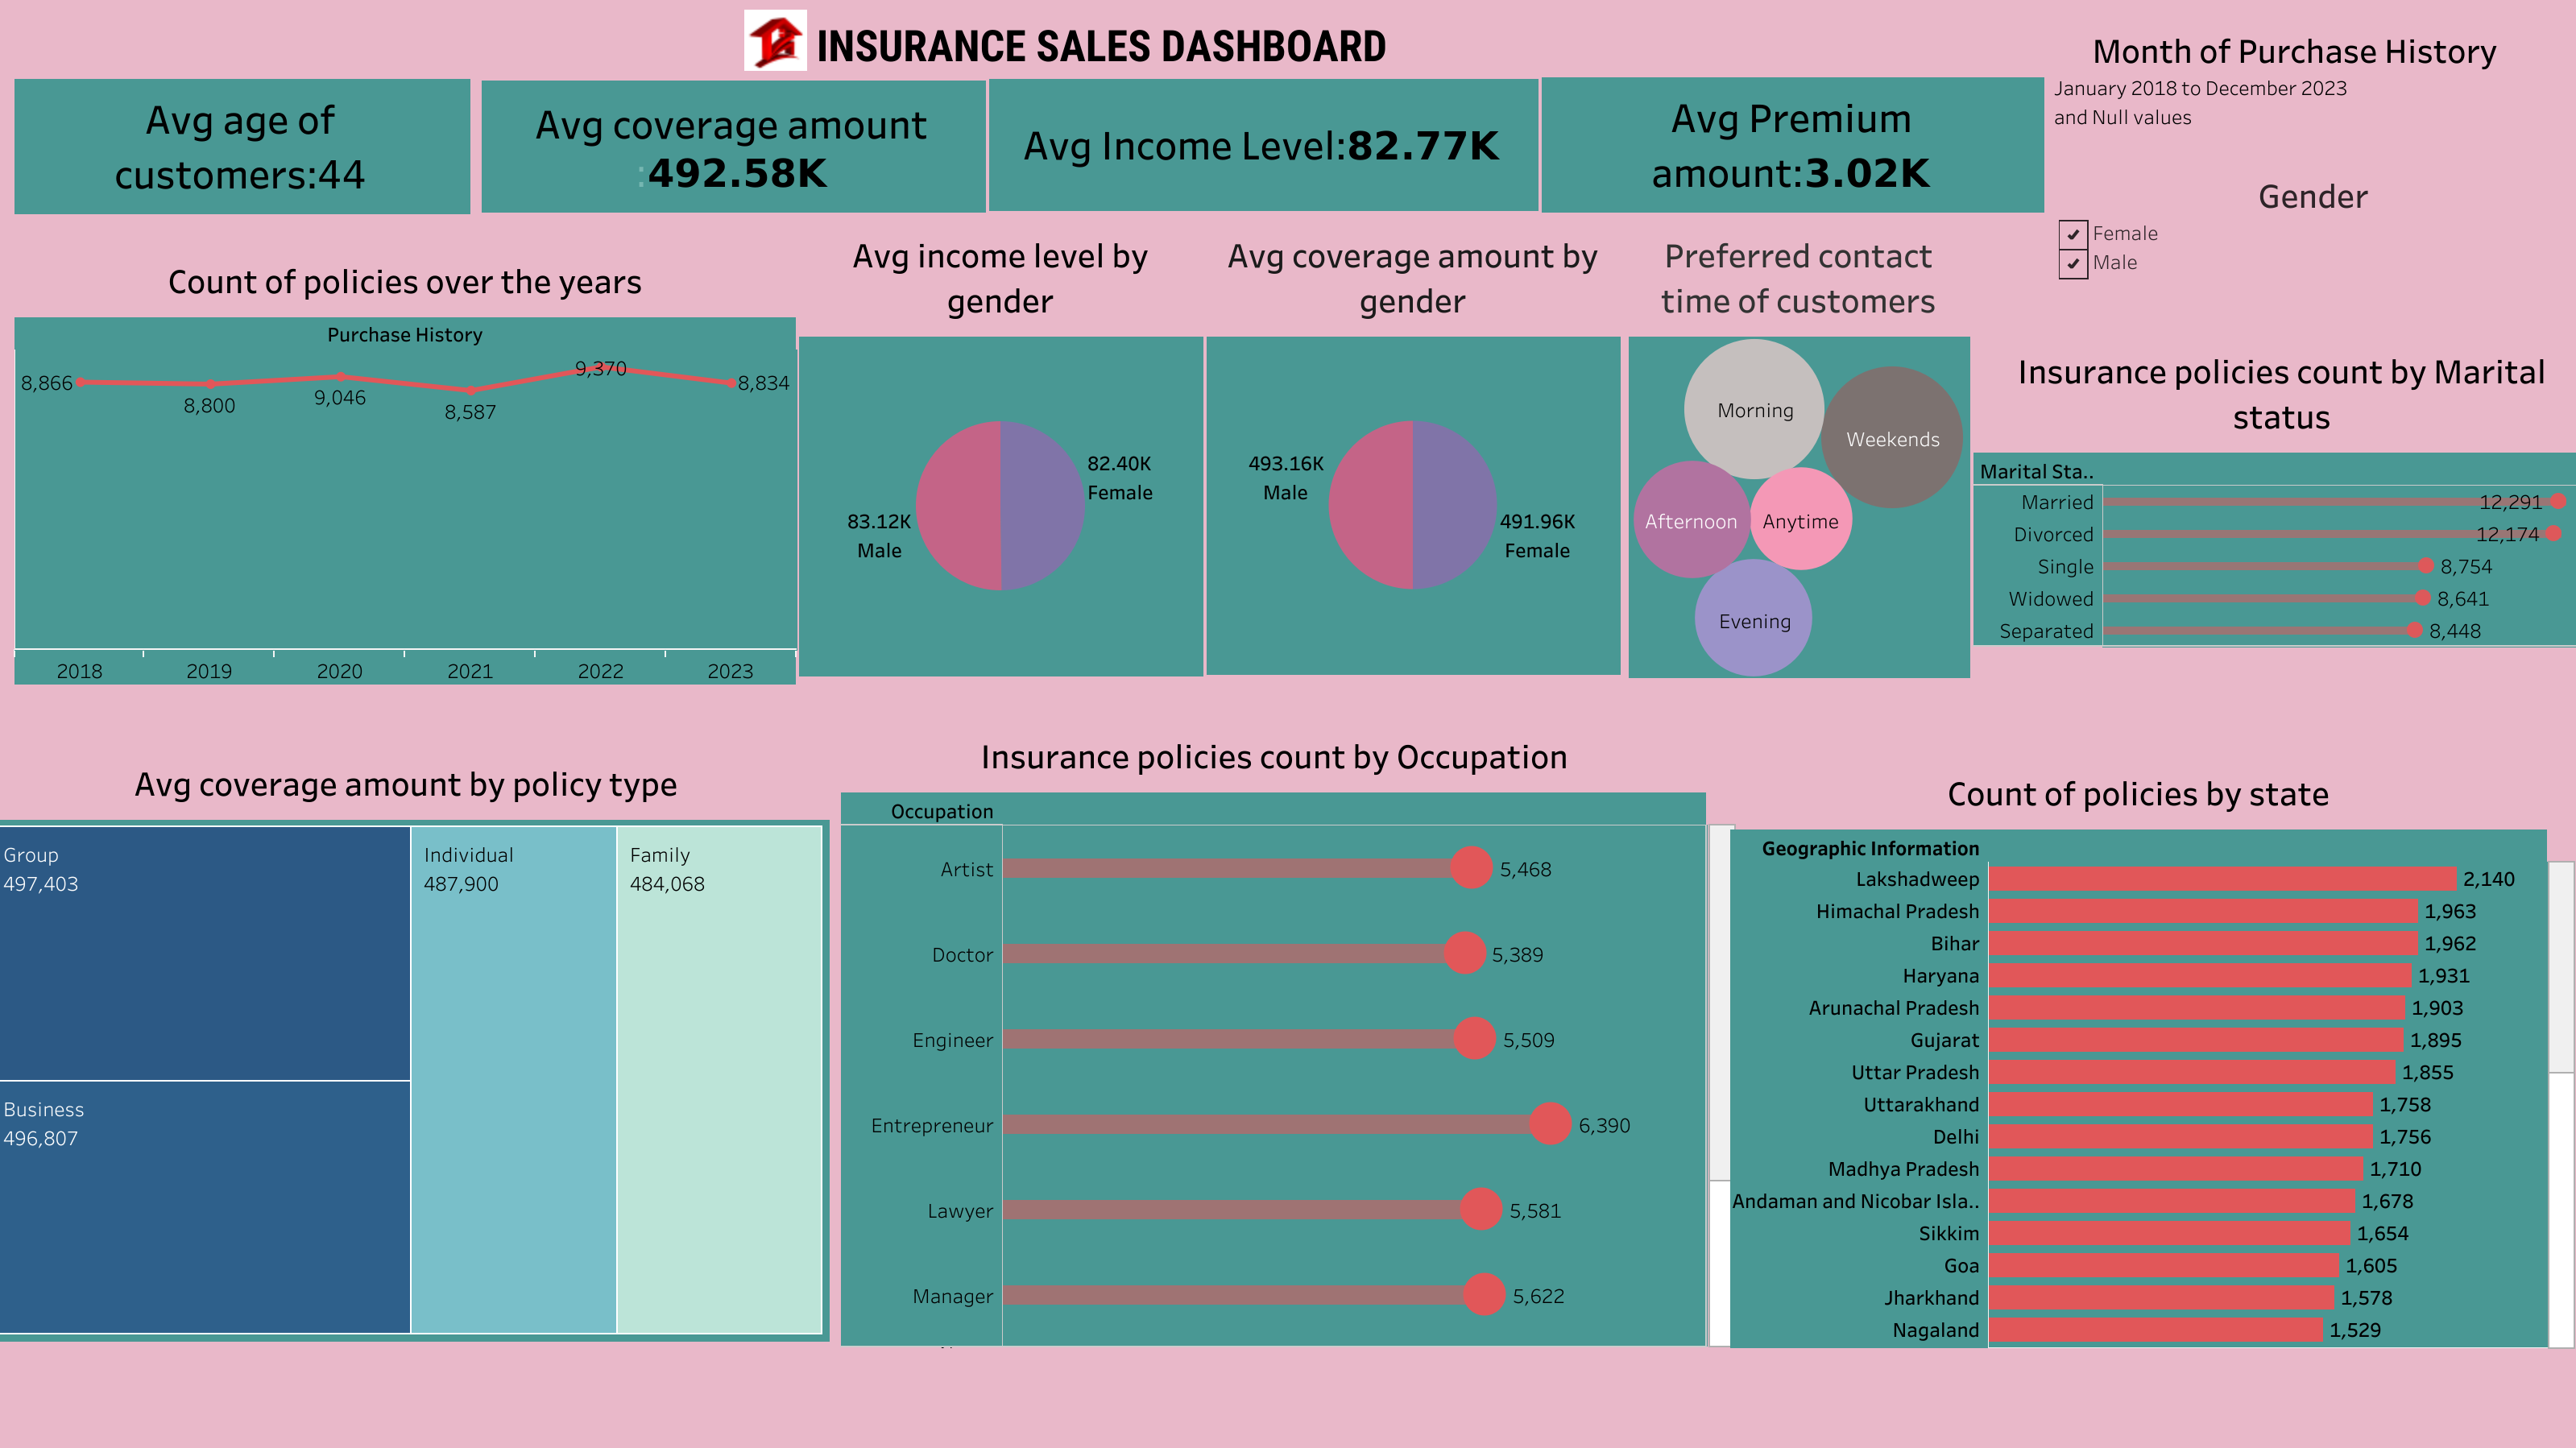 INSURANCE SALES DASHBOARD
Avg age of
customers:44
Avg coverage amount
:492.58K
Avg Income Level:82.77K
Avg Premium
amount:3.02K
Month of Purchase History
January 2018 to December 2023
and Null values
Gender
Female
Male
Count of policies over the years
Purchase History
8,866
8,800
9,046
8,587
9,370
8,834
2018
2019
2020
2021
2022
2023
Avg income level by
gender
82.40K
Female
83.12K
Male
Avg coverage amount by
gender
493.16K
Male
491.96K
Female
Preferred contact
time of customers
Morning
Weekends
Afternoon
Anytime
Evening
Insurance policies count by Marital
status
Marital Sta..
Married 12,291
Divorced 12,174
Single 8,754
Widowed 8,641
Separated 8,448
Avg coverage amount by policy type
Group
497,403
Business
496,807
Individual
487,900
Family
484,068
Insurance policies count by Occupation
Occupation
Artist 5,468
Doctor 5,389
Engineer 5,509
Entrepreneur 6,390
Lawyer 5,581
Manager 5,622
Count of policies by state
Geographic Information
Lakshadweep 2,140
Himachal Pradesh 1,963
Bihar 1,962
Haryana 1,931
Arunachal Pradesh 1,903
Gujarat 1,895
Uttar Pradesh 1,855
Uttarakhand 1,758
Delhi 1,756
Madhya Pradesh 1,710
Andaman and Nicobar Isla.. 1,678
Sikkim 1,654
Goa 1,605
Jharkhand 1,578
Nagaland 1,529